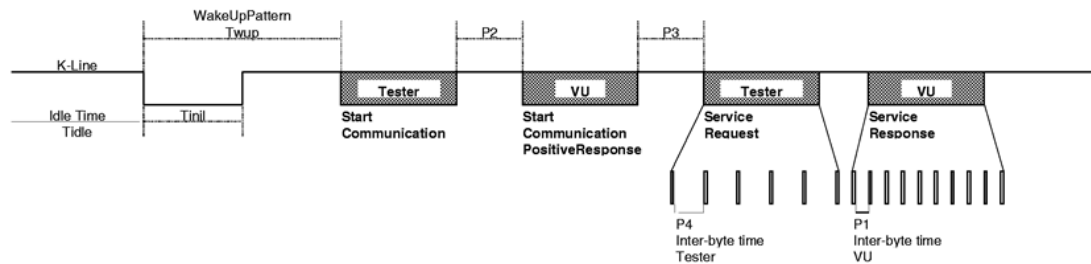 WakeUpPattern
Twup
P2
P3
K-Line
Tester
VU
Tester
VU
Idle Time
Tidle
Tinil
Start
Communication
Start
Communication
PositiveResponse
Service
Request
Service
Response
P4
Inter-byte time
Tester
P1
Inter-byte time
VU